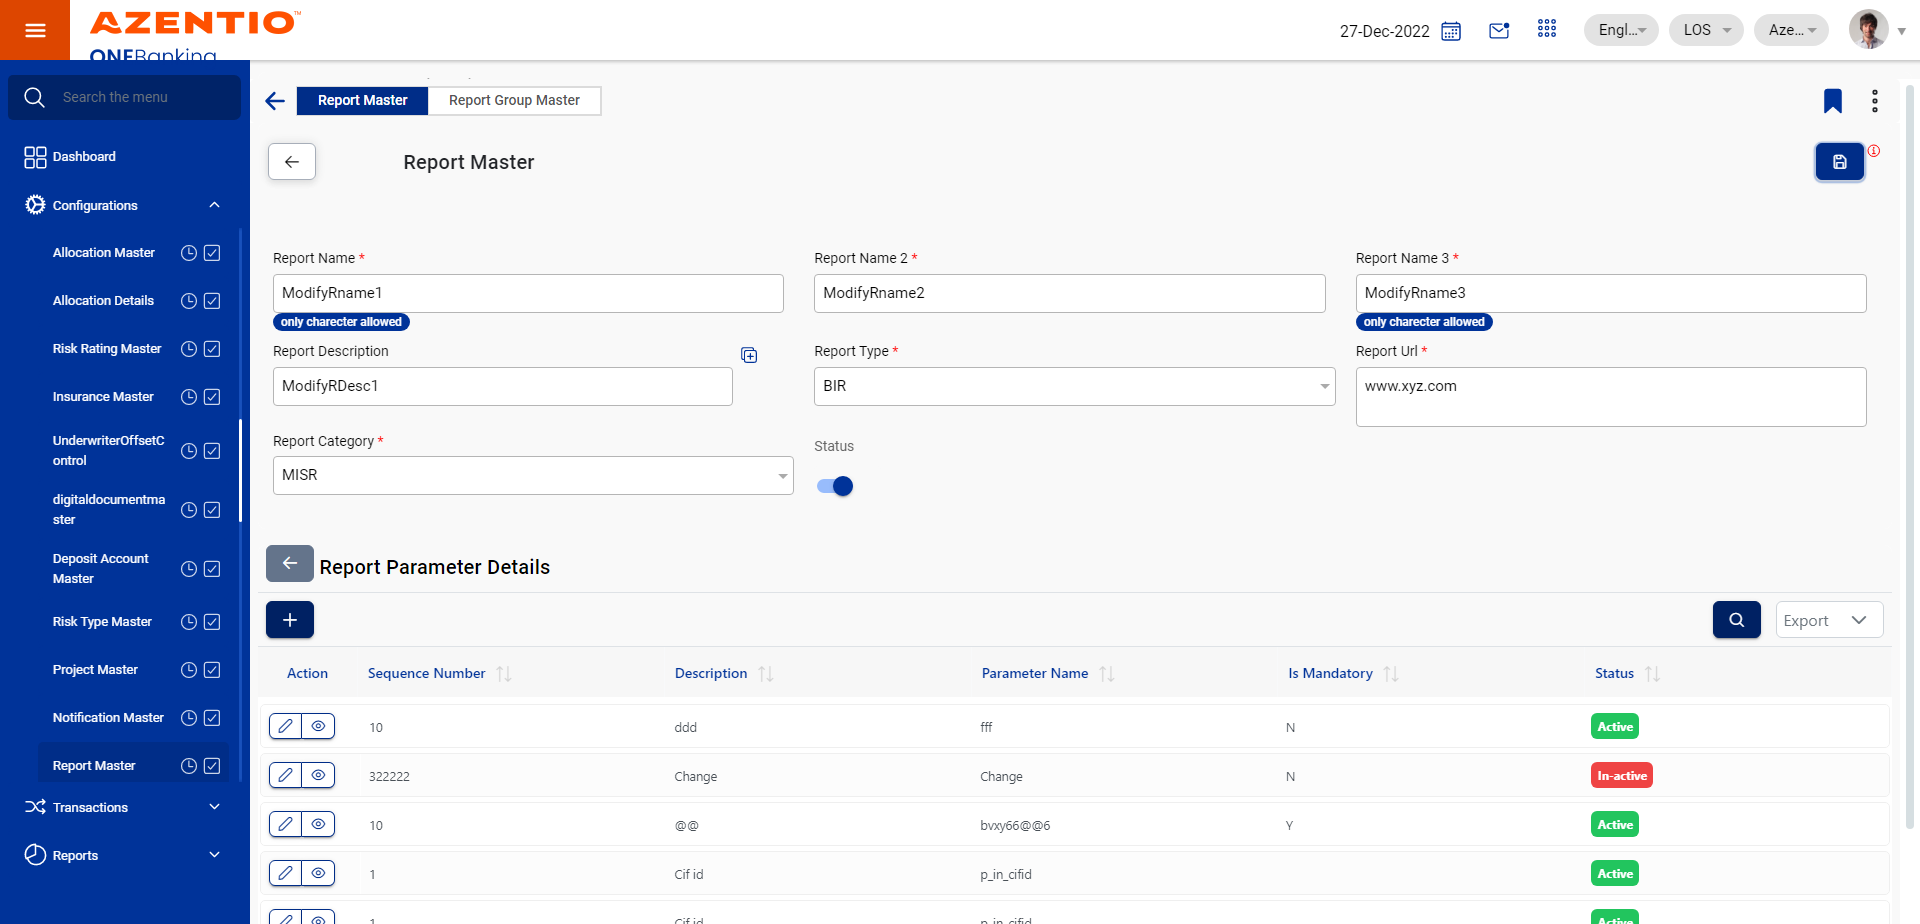 AZENTIO™
ONEBanking
27-Dec-2022
Engl...
LOS
Aze...
Search the menu
Dashboard
Configurations
Allocation Master
Allocation Details
Risk Rating Master
Insurance Master
UnderwriterOffsetC
ontrol
digitaldocumentma
ster
Deposit Account
Master
Risk Type Master
Project Master
Notification Master
Report Master
Transactions
Reports
Report Master
Report Group Master
Report Master
Report Name *
Report Name 2 *
Report Name 3 *
ModifyRname1
ModifyRname2
ModifyRname3
only charecter allowed
only charecter allowed
Report Description
Report Type *
Report Url *
ModifyRDesc1
BIR
www.xyz.com
Report Category *
Status
MISR
Report Parameter Details
Export
Action Sequence Number Description Parameter Name Is Mandatory Status
10 ddd fff N Active
322222 Change Change N In-active
10 @@ bvxy66@@6 Y Active
1 Cif id p_in_cifid Active
1 Cif id p_in_cifid Active